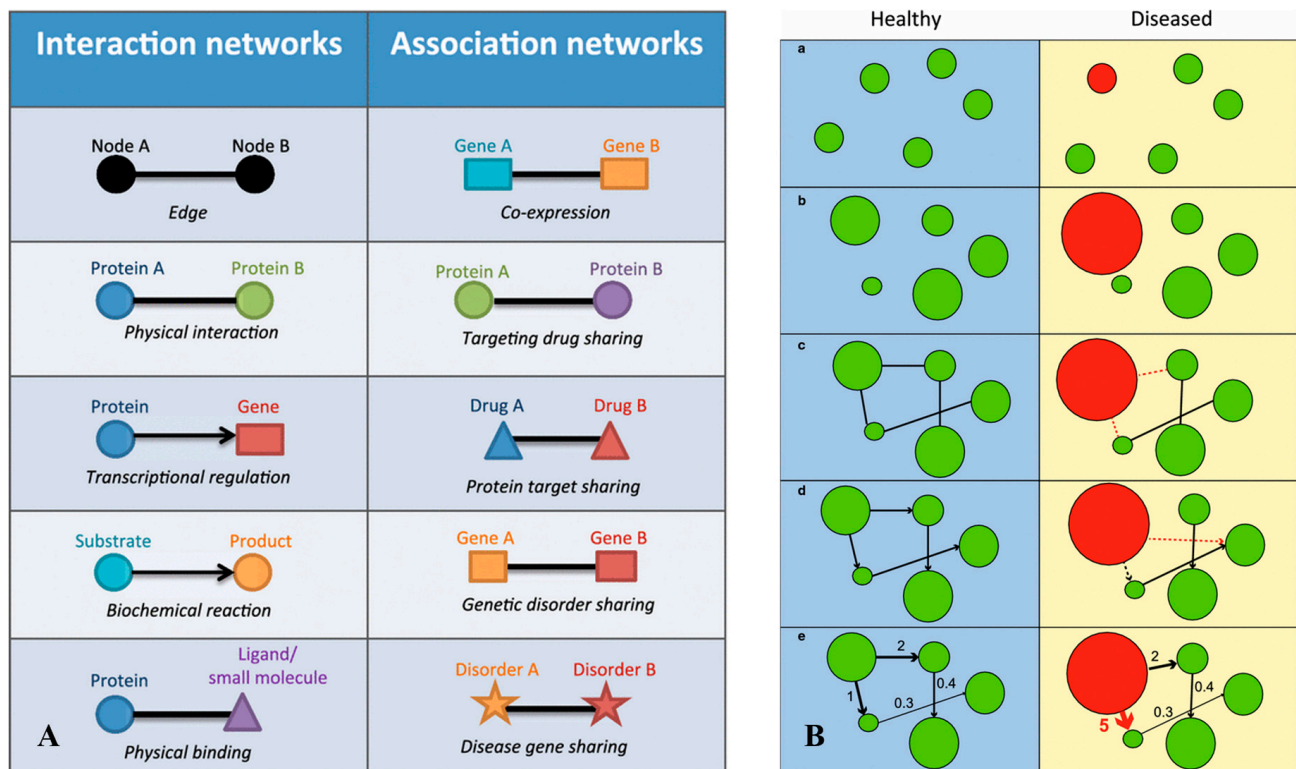 Interaction networks
Association networks
Node A Node B
Edge
Gene A Gene B
Co-expression
Protein A Protein B
Physical interaction
Protein A Protein B
Targeting drug sharing
Protein Gene
Transcriptional regulation
Drug A Drug B
Protein target sharing
Substrate Product
Biochemical reaction
Gene A Gene B
Genetic disorder sharing
Protein Ligand/
small molecule
Physical binding
Disorder A Disorder B
Disease gene sharing
A
Healthy Diseased
a
b
c
d
e
2
1
0.4
0.3
2
0.4
0.3
5
B